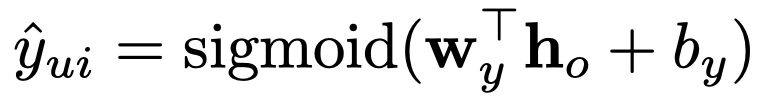 ŷ_{ui} = sigmoid(𝐰_y^⊤ 𝐡_o + b_y)